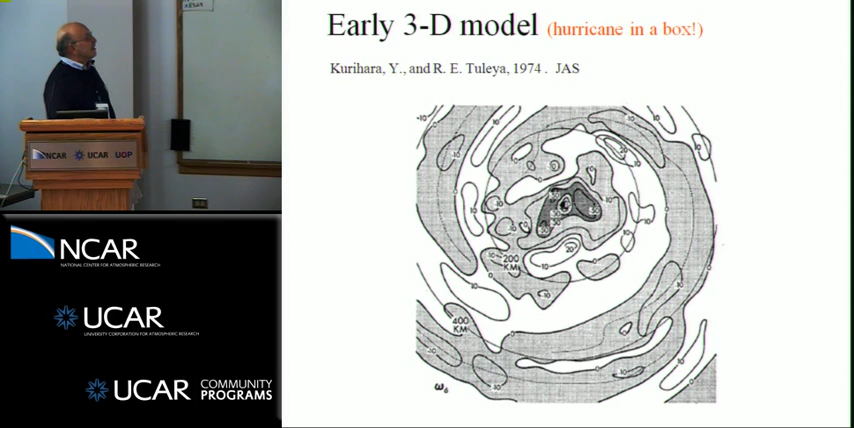 Early 3-D model (hurricane in a box!)
Kurihara, Y., and R. E. Tuleya, 1974 . JAS
NCAR UCAR UOP
NCAR
NATIONAL CENTER FOR ATMOSPHERIC RESEARCH
UCAR
UNIVERSITY CORPORATION FOR ATMOSPHERIC RESEARCH
UCAR COMMUNITY PROGRAMS
200
KM
400
KM
ω6